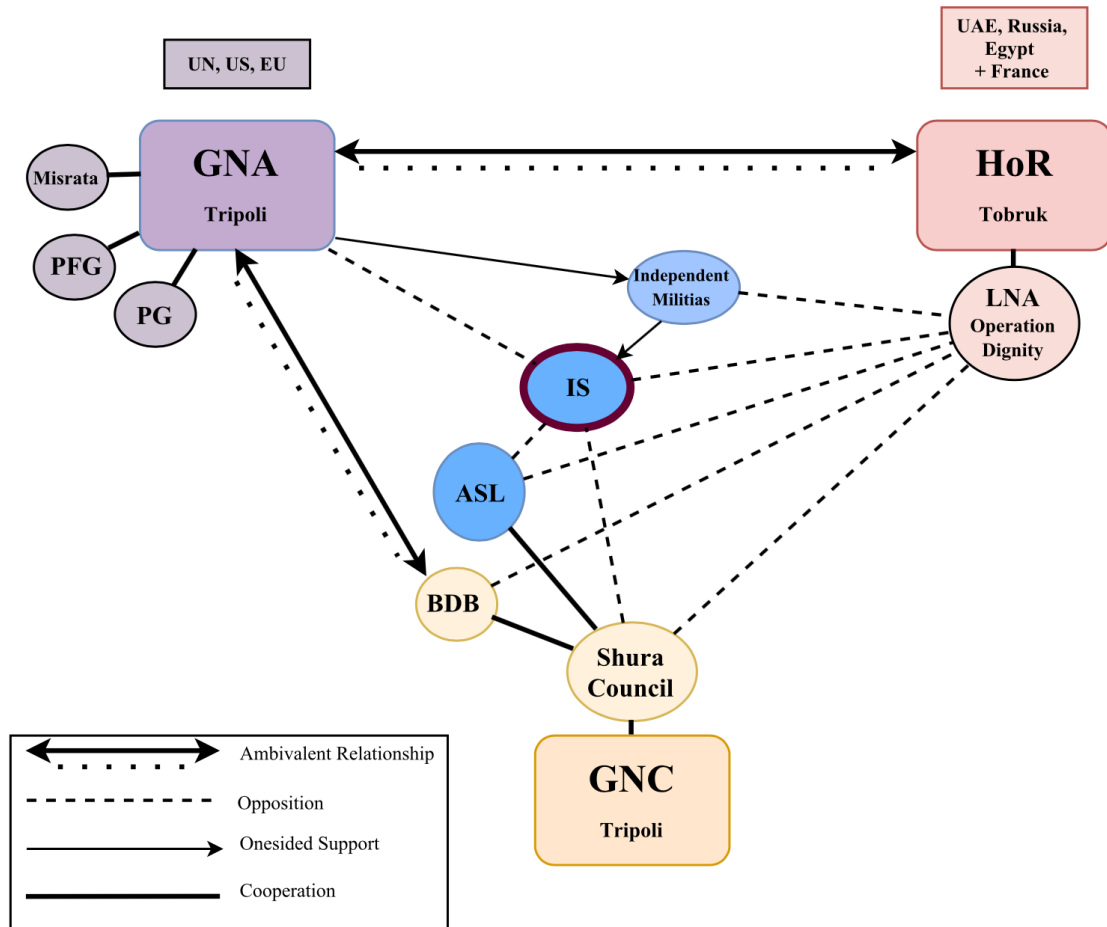 UN, US, EU
UAE, Russia,
Egypt
+ France
GNA
Tripoli
HoR
Tobruk
Misrata
PFG
PG
Independent
Militias
LNA
Operation
Dignity
IS
ASL
BDB
Shura
Council
GNC
Tripoli
Ambivalent Relationship
Opposition
Onesided Support
Cooperation